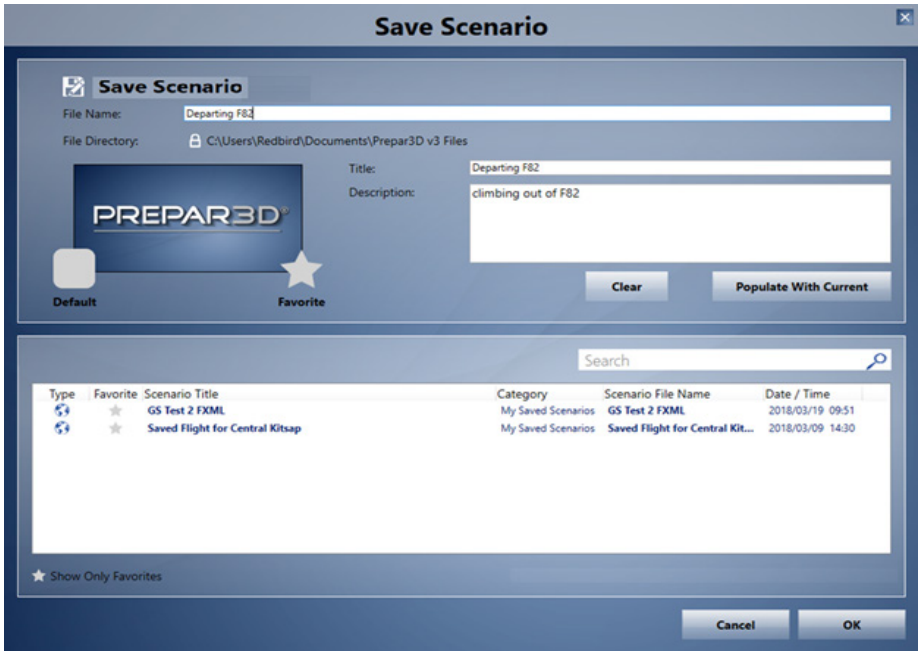 Save Scenario
Save Scenario
File Name: Departing F82
File Directory: C:\Users\Redbird\Documents\Prepar3D v3 Files
Title: Departing F82
PREPAR3D®
Description: climbing out of F82
Default Favorite
Clear Populate With Current
Search
Type Favorite Scenario Title Category Scenario File Name Date / Time
GS Test 2 FXML My Saved Scenarios GS Test 2 FXML 2018/03/19 09:51
Saved Flight for Central Kitsap My Saved Scenarios Saved Flight for Central Kit... 2018/03/09 14:30
Show Only Favorites
Cancel OK